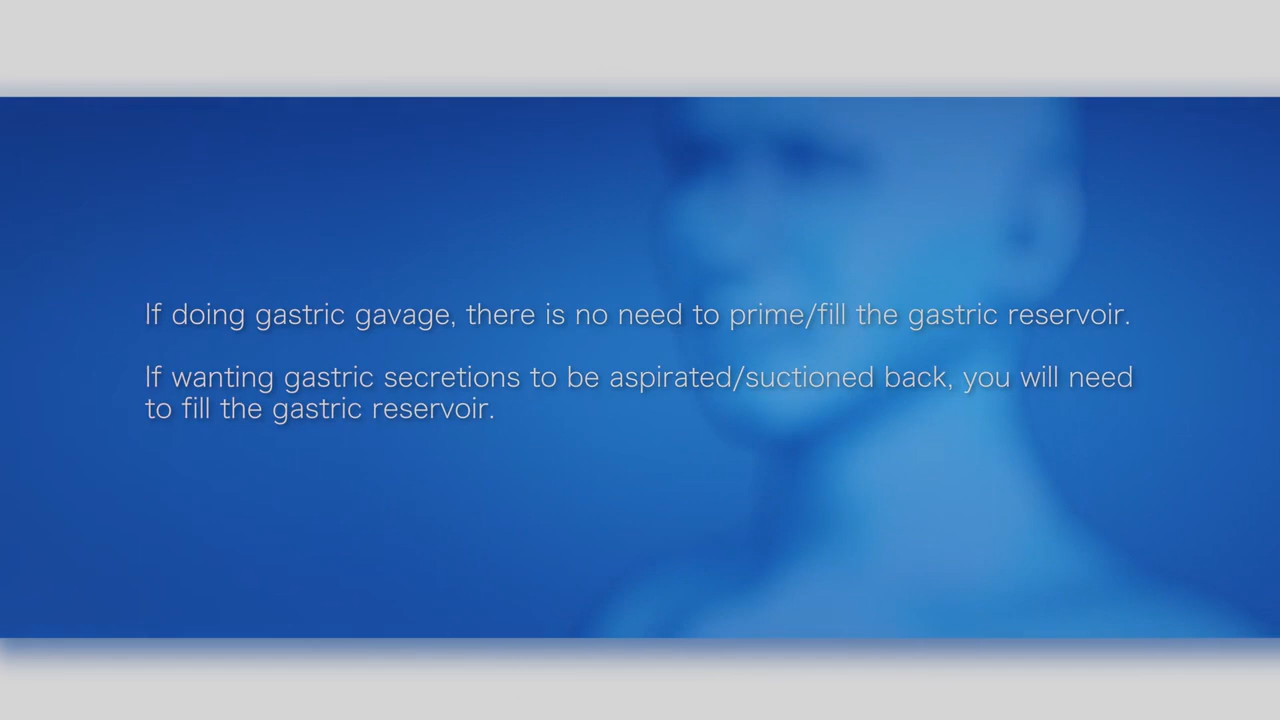 If doing gastric gavage, there is no need to prime/fill the gastric reservoir.
If wanting gastric secretions to be aspirated/suctioned back, you will need
to fill the gastric reservoir.